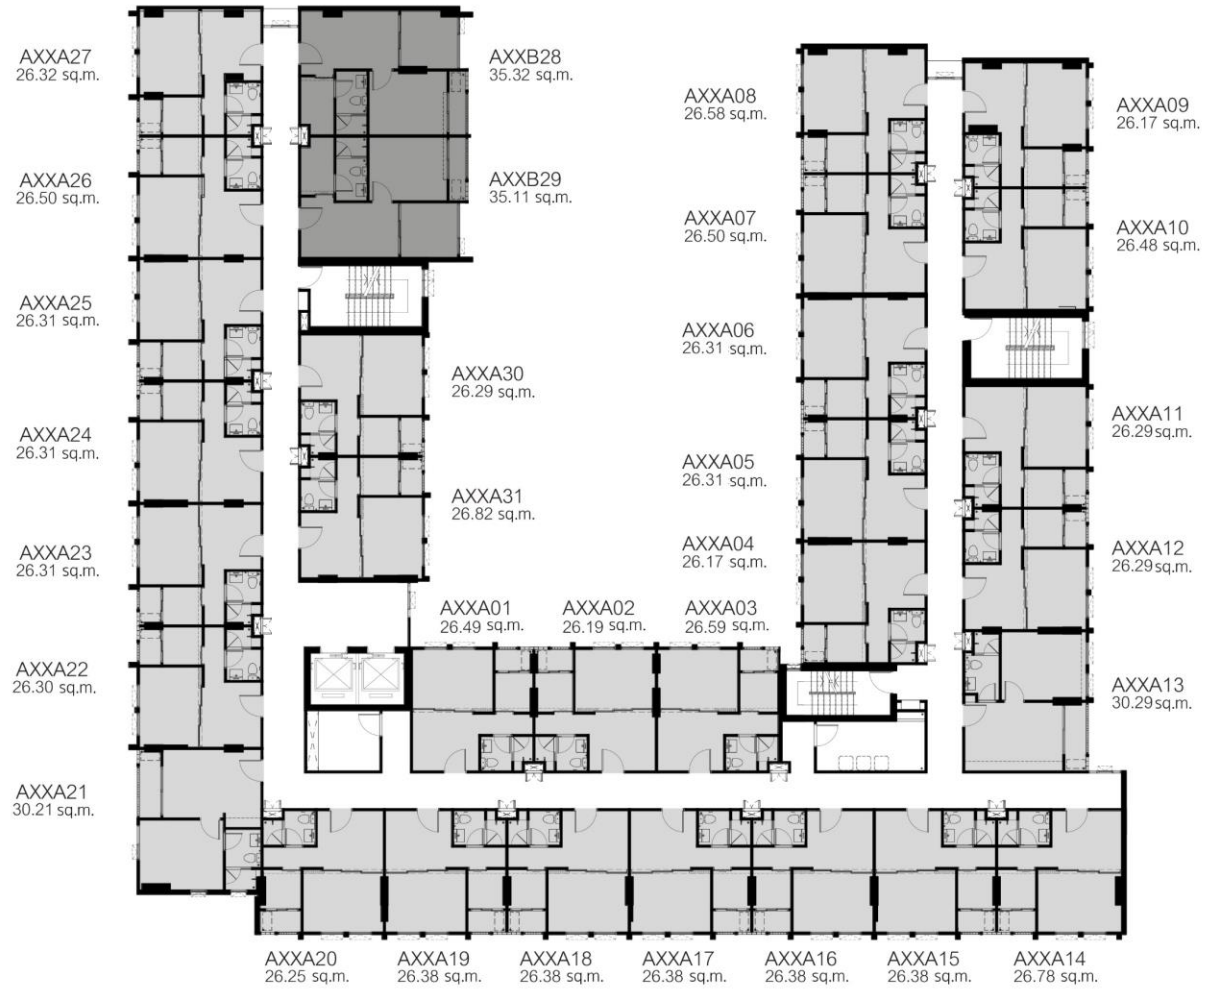 AXXA27
26.32 sq.m.
AXXB28
35.32 sq.m.
AXXA08
26.58 sq.m.
AXXA09
26.17 sq.m.
AXXA26
26.50 sq.m.
AXXB29
35.11 sq.m.
AXXA07
26.50 sq.m.
AXXA10
26.48 sq.m.
AXXA25
26.31 sq.m.
AXXA06
26.31 sq.m.
AXXA30
26.29 sq.m.
AXXA11
26.29 sq.m.
AXXA24
26.31 sq.m.
AXXA05
26.31 sq.m.
AXXA31
26.82 sq.m.
AXXA04
26.17 sq.m.
AXXA12
26.29 sq.m.
AXXA23
26.31 sq.m.
AXXA01
26.49 sq.m.
AXXA02
26.19 sq.m.
AXXA03
26.59 sq.m.
AXXA22
26.30 sq.m.
AXXA13
30.29 sq.m.
AXXA21
30.21 sq.m.
AXXA20
26.25 sq.m.
AXXA19
26.38 sq.m.
AXXA18
26.38 sq.m.
AXXA17
26.38 sq.m.
AXXA16
26.38 sq.m.
AXXA15
26.38 sq.m.
AXXA14
26.78 sq.m.